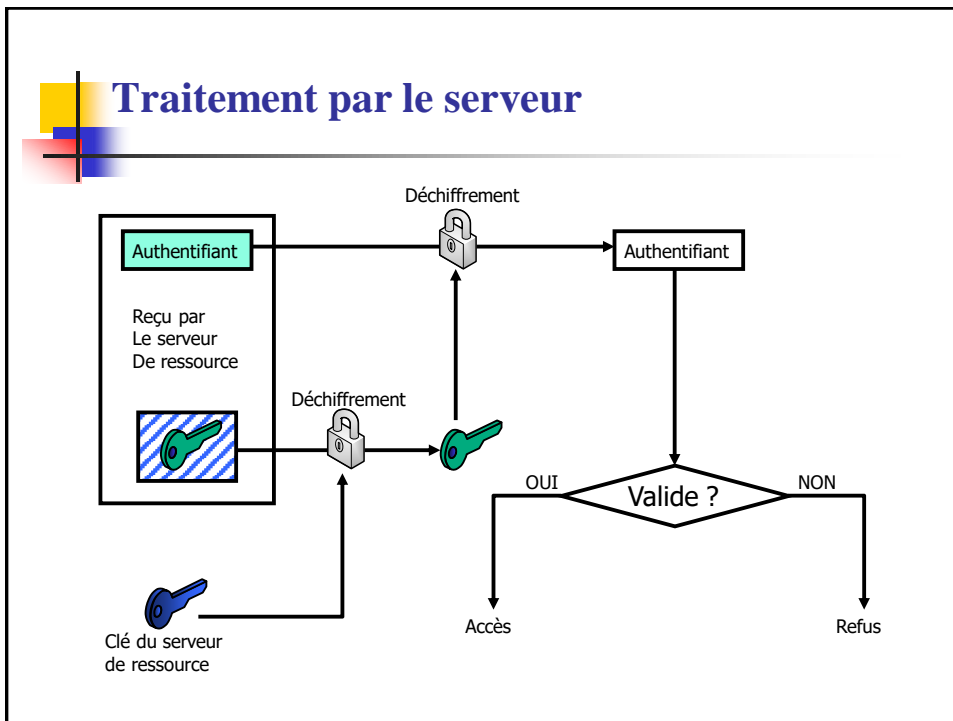 Traitement par le serveur
Déchiffrement
Authentifiant
Authentifiant
Reçu par
Le serveur
De ressource
Déchiffrement
OUI
Valide ?
NON
Clé du serveur
de ressource
Accès
Refus